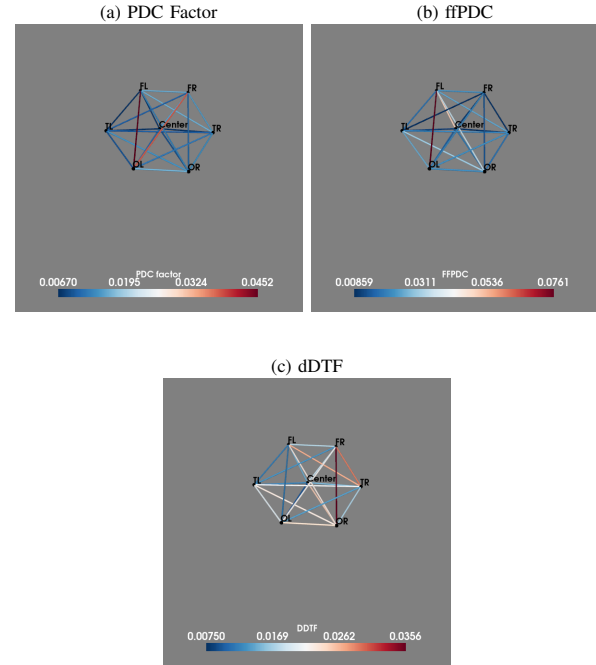 (a) PDC Factor
(b) ffPDC
FL
FR
TL
Center
TR
OL
OR
PDC factor
0.00670 0.0195 0.0324 0.0452
FL
FR
TL
Center
TR
OL
OR
FFPDC
0.00859 0.0311 0.0536 0.0761
(c) dDTF
FL
FR
TL
Center
TR
OL
OR
DDTF
0.00750 0.0169 0.0262 0.0356